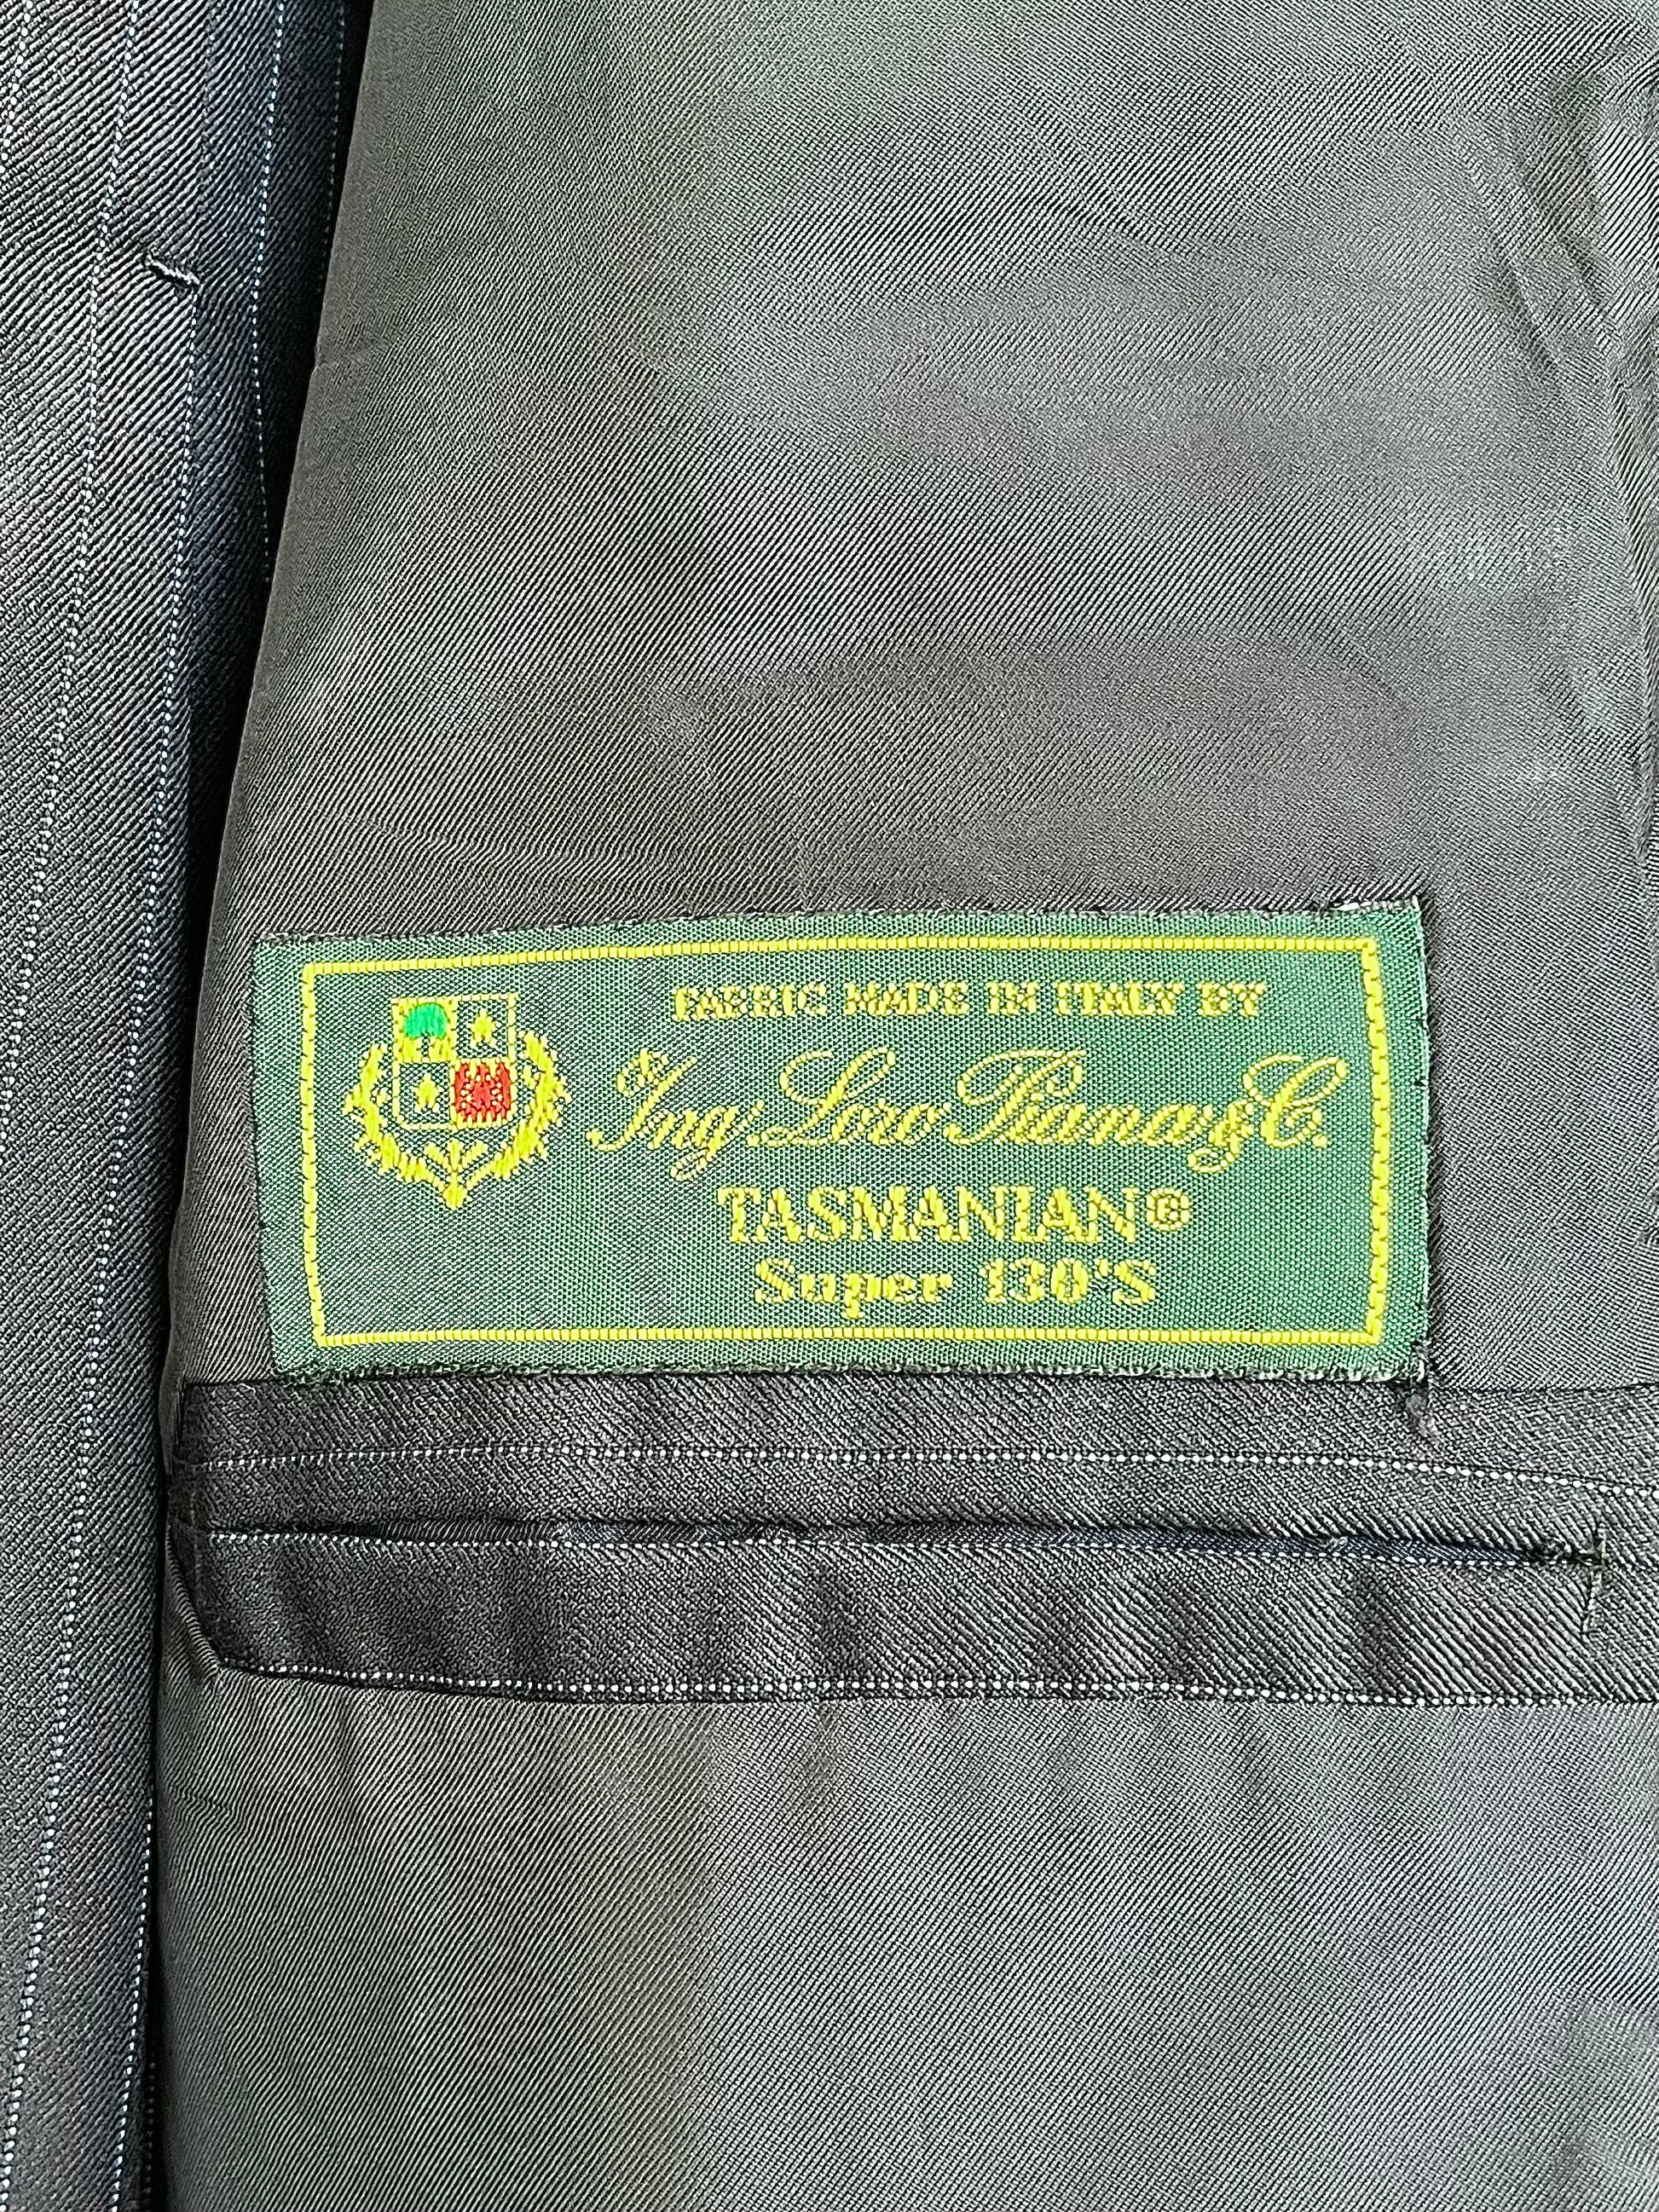 FABRIC MADE IN ITALY BY
Ing. Loro Piana & C.
TASMANIAN®
Super 130'S